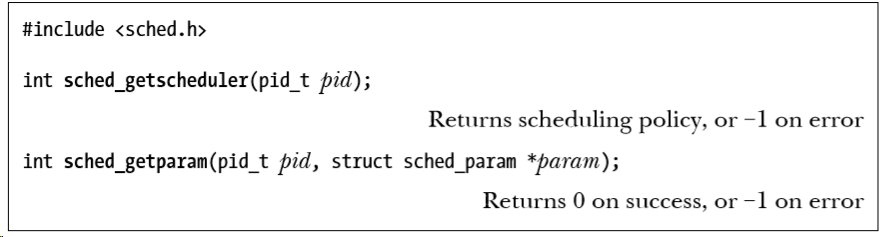 #include <sched.h>
int sched_getscheduler(pid_t pid);
Returns scheduling policy, or −1 on error
int sched_getparam(pid_t pid, struct sched_param *param);
Returns 0 on success, or −1 on error